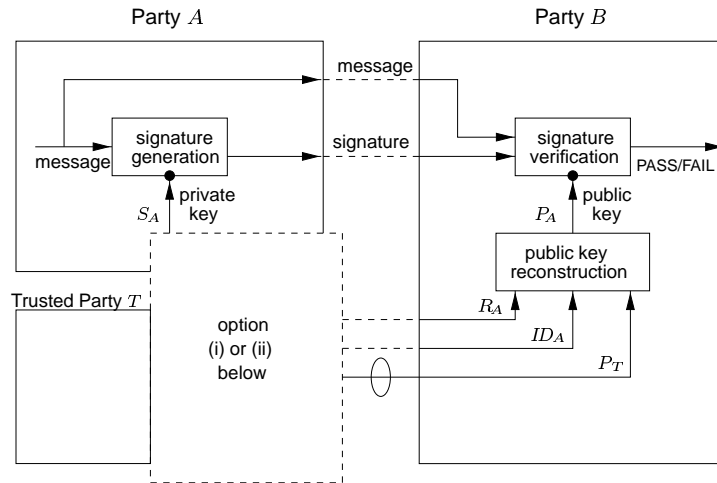 Party A
Party B
message
signature
generation
message
signature
signature
verification
PASS/FAIL
S_A
private
key
P_A
public
key
public key
reconstruction
Trusted Party T
option
(i) or (ii)
below
R_A
ID_A
P_T